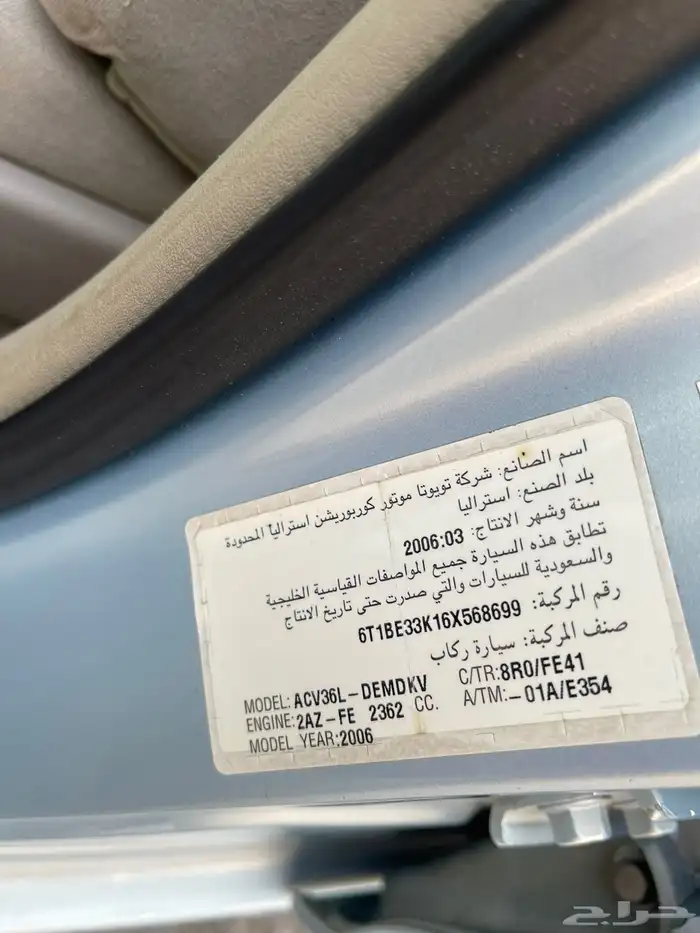 اسم الصانع: شركة تويوتا موتور كوربوريشن استراليا المحدودة
بلد الصنع: استراليا
سنة وشهر الانتاج: 2006:03
تطابق هذه السيارة جميع المواصفات القياسية الخليجية
والسعودية للسيارات والتي صدرت حتى تاريخ الانتاج
رقم المركبة: 6T1BE33K16X568699
صنف المركبة: سيارة ركاب
MODEL: ACV36L-DEMDKV C/TR:8R0/FE41
ENGINE:2AZ-FE 2362 CC. A/TM:-01A/E354
MODEL YEAR:2006
حراج